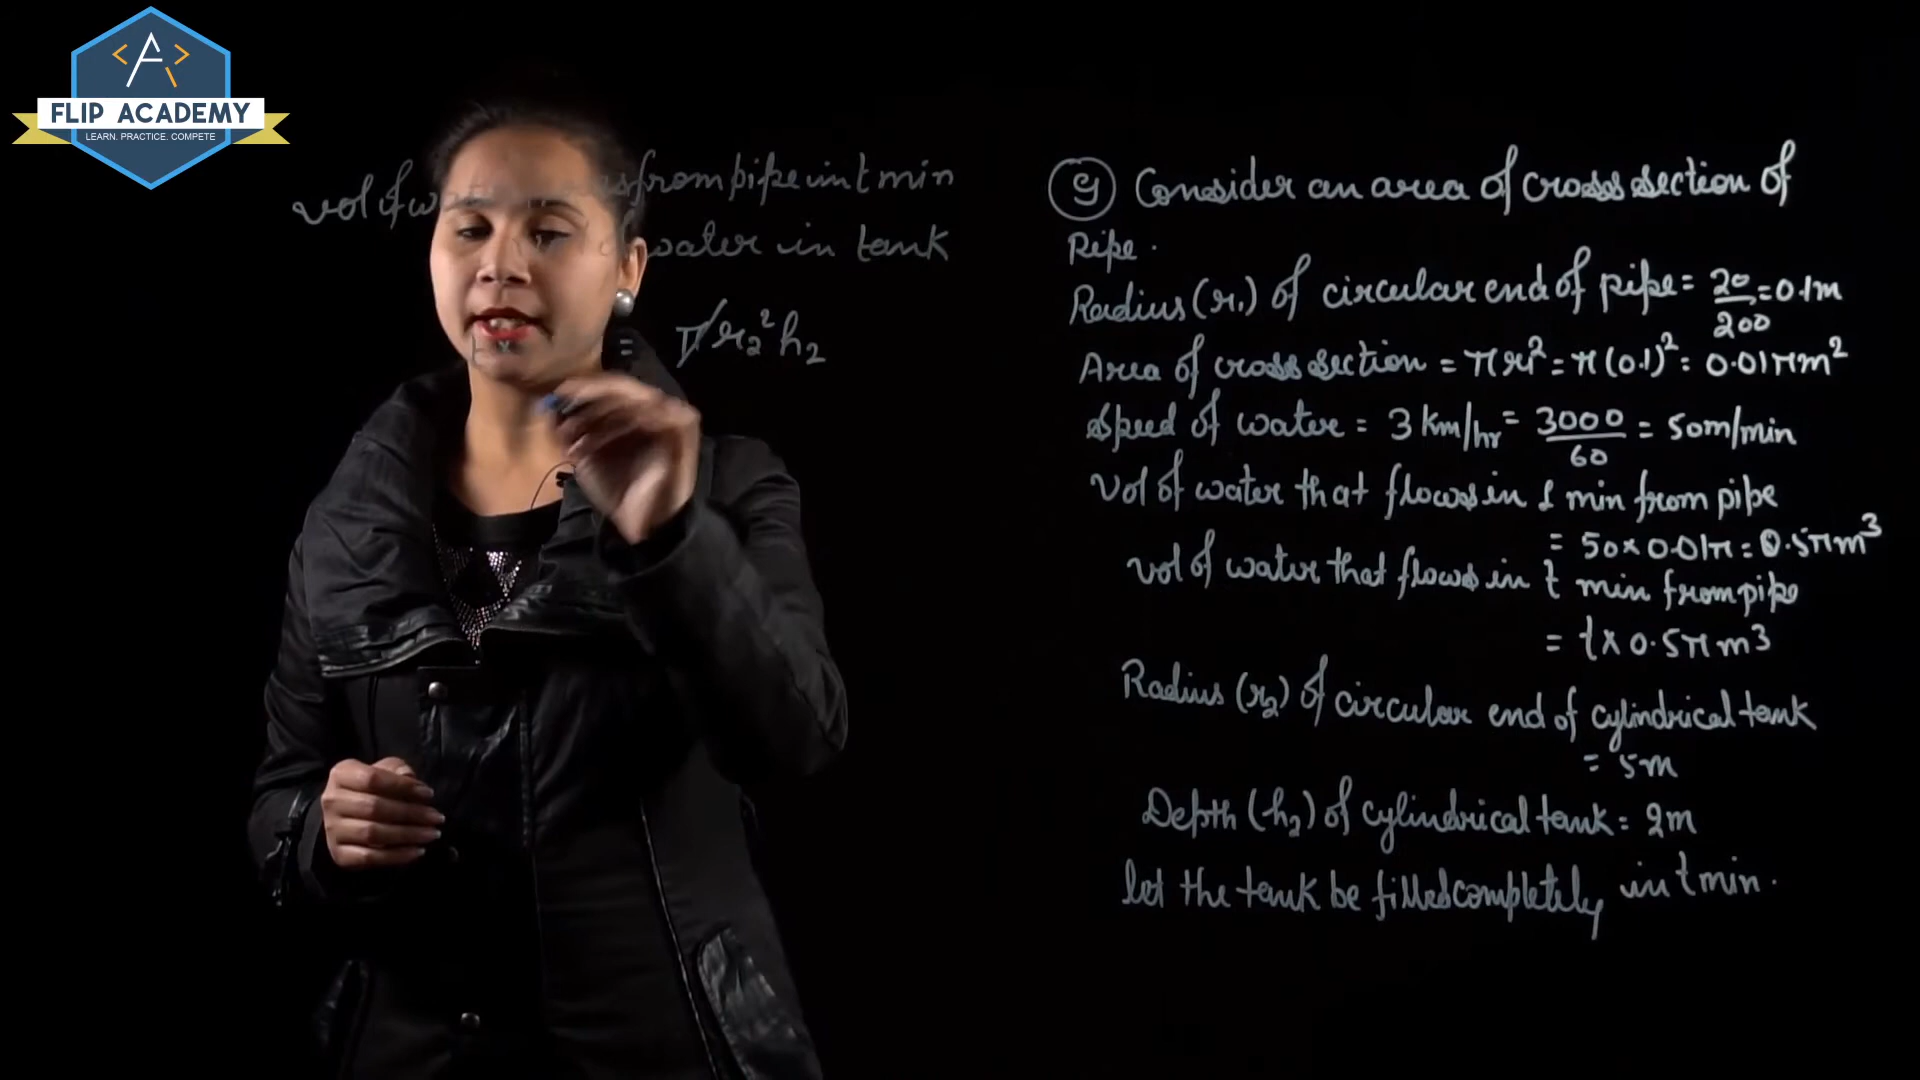 FLIP ACADEMY
LEARN. PRACTICE. COMPETE
vol of from pipe in t min
water in tank
t × = πr₂²h₂
9 Consider an area of cross section of
Pipe.
Radius (r₁) of circular end of pipe = 20/200 = 0.1m
Area of cross section = πr₁² = π(0.1)² = 0.01πm²
Speed of water = 3 km/hr = 3000/60 = 50m/min
Vol of water that flows in 1 min from pipe
= 50×0.01π = 0.5πm³
vol of water that flows in t min from pipe
= t×0.5πm³
Radius (r₂) of circular end of cylindrical tank
= 5m
Depth (h₂) of cylindrical tank = 2m
let the tank be filled completely in t min.